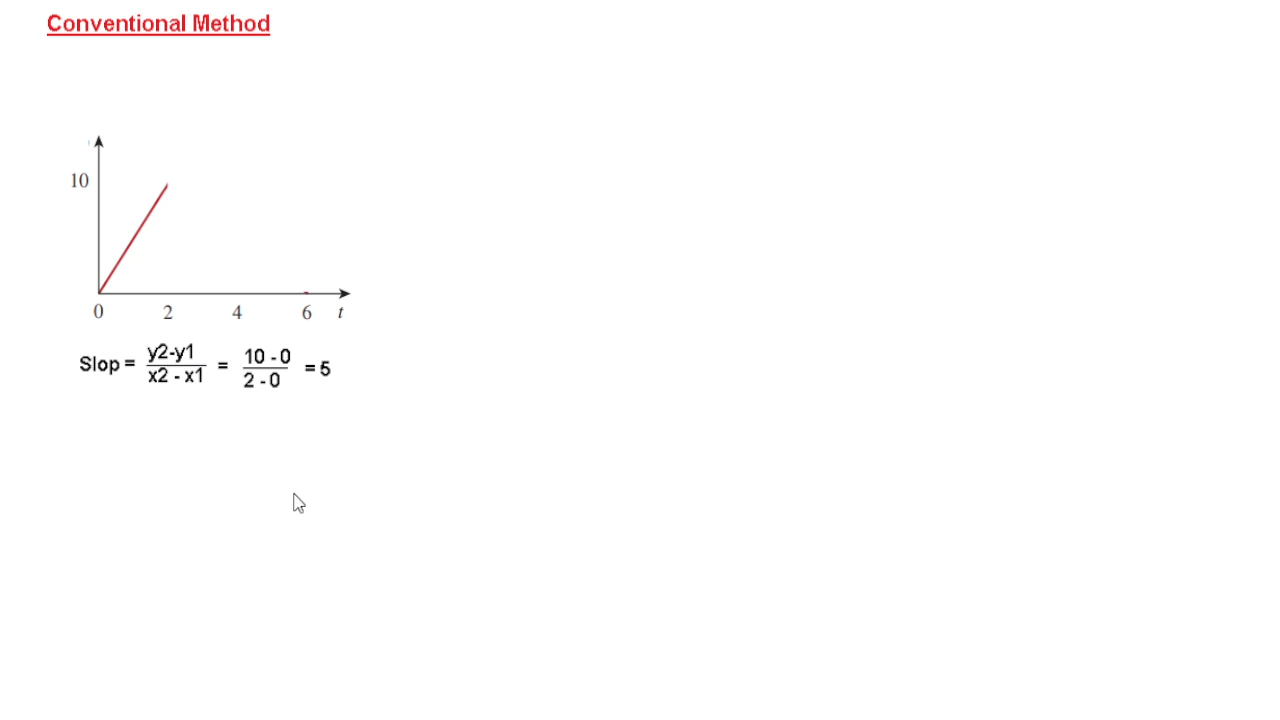 Conventional Method
10
0 2 4 6 t
Slop = y2-y1 / x2 - x1 = 10 - 0 / 2 - 0 = 5